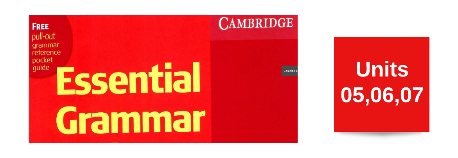 FREE
pull-out
grammar
reference
pocket
guide
CAMBRIDGE
Essential
Grammar
Units
05,06,07